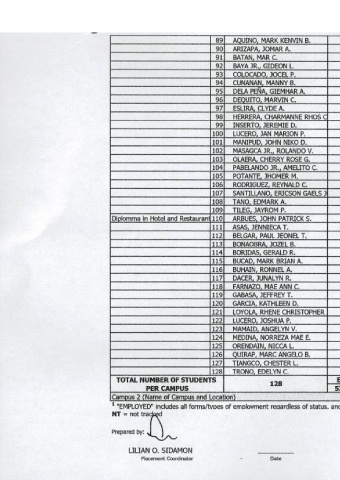 89 AQUINO, MARK KENVIN B.
90 ARIZAPA, JOMAR A.
91 BATAN, MAR C.
92 BAYA JR., GIDEON L.
93 COLOCADO, JOCEL P.
94 CUNANAN, MANNY B.
95 DELA PEÑA, GIEMHAR A.
96 DEQUITO, MARVIN C.
97 ESLIRA, CLYDE A.
98 HERRERA, CHARMANNE RHOS C
99 INSERTO, JEREMIE D.
100 LUCERO, JAN MARION P.
101 MANIPUD, JOHN NIKO D.
102 MASAGCA JR., ROLANDO V.
103 OLAERA, CHERRY ROSE G.
104 PABELANDO JR., AMELITO C.
105 POTANTE, JHOMER M.
106 RODRIGUEZ, REYNALD C.
107 SANTILLANO, ERICSON GAELS
108 TANO, EDMARK A.
109 TILEG, JAYROM P.
Diplomma in Hotel and Restaurant 110 ARBUES, JOHN PATRICK S.
111 ASAS, JENNIECA T.
112 BELGAR, PAUL JEONEL T.
113 BONAOBRA, JOZEL B.
114 BORIDAS, GERALD R.
115 BUCAD, MARK BRIAN A.
116 BUHAIN, RONNEL A.
117 DACER, JUNALYN R.
118 FARNAZO, MAE ANN C.
119 GABASA, JEFFREY T.
120 GARCIA, KATHLEEN D.
121 LOYOLA, RHENE CHRISTOPHER
122 LUCERO, JOSHUA P.
123 MAMAID, ANGELYN V.
124 MEDINA, NORREZA MAE E.
125 ORENDAIN, NICCA L.
126 QUIRAP, MARC ANGELO B.
127 TIANGCO, CHESTER L.
128 TRONO, EDELYN C.
TOTAL NUMBER OF STUDENTS PER CAMPUS 128
Campus 2 (Name of Campus and Location)
1 "EMPLOYED" includes all forms/types of employment regardless of status, and
NT = not tracked
Prepared by:
LILIAN O. SIDAMON
Placement Coordinator
Date